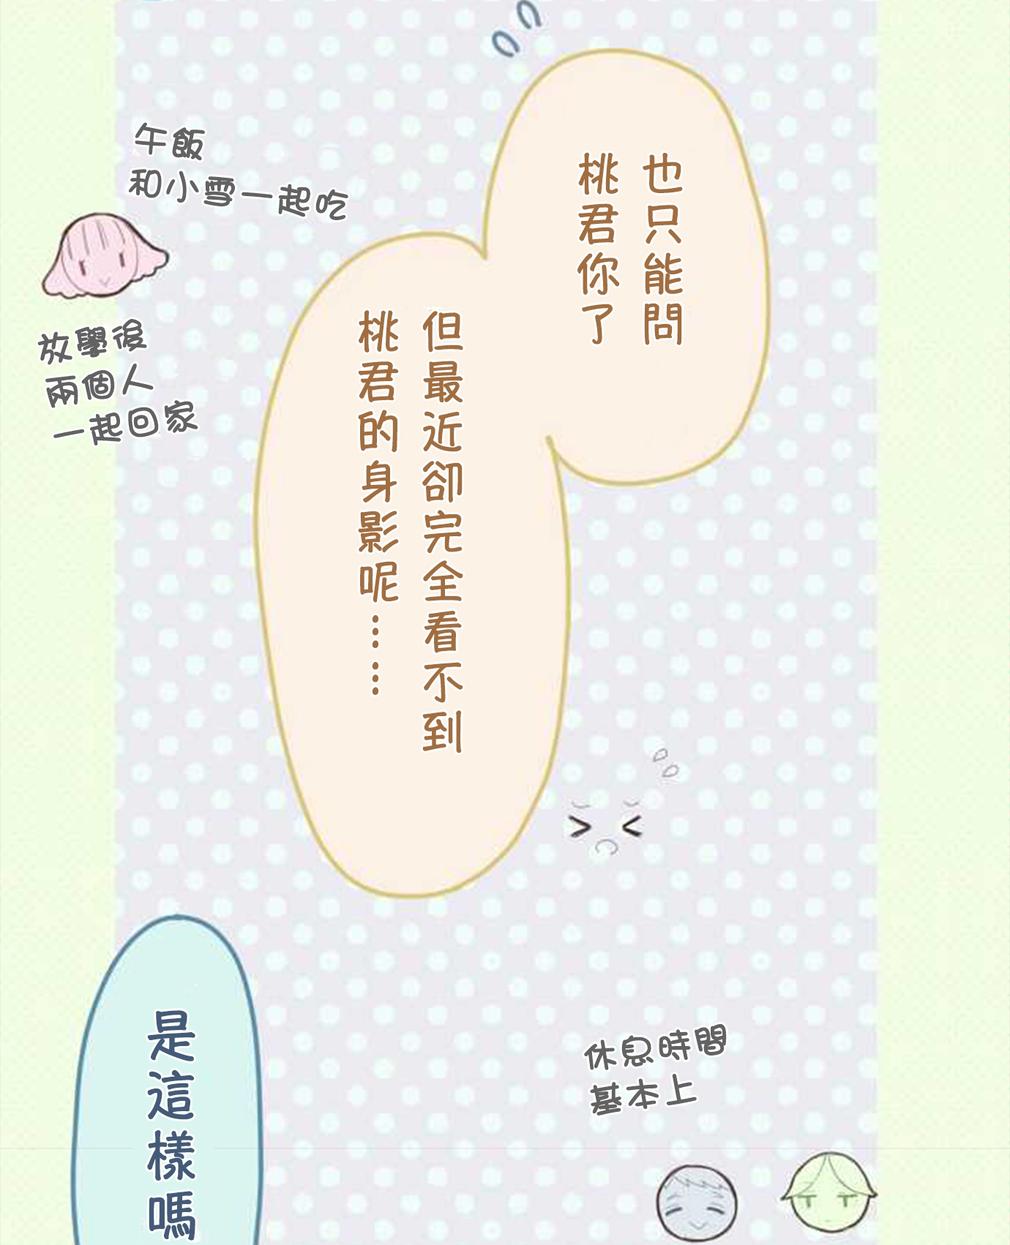 也只能問
桃君你了
午飯
和小雪一起吃
放學後
兩個人
一起回家
但最近卻完全看不到
桃君的身影呢……
是這樣嗎
休息時間
基本上